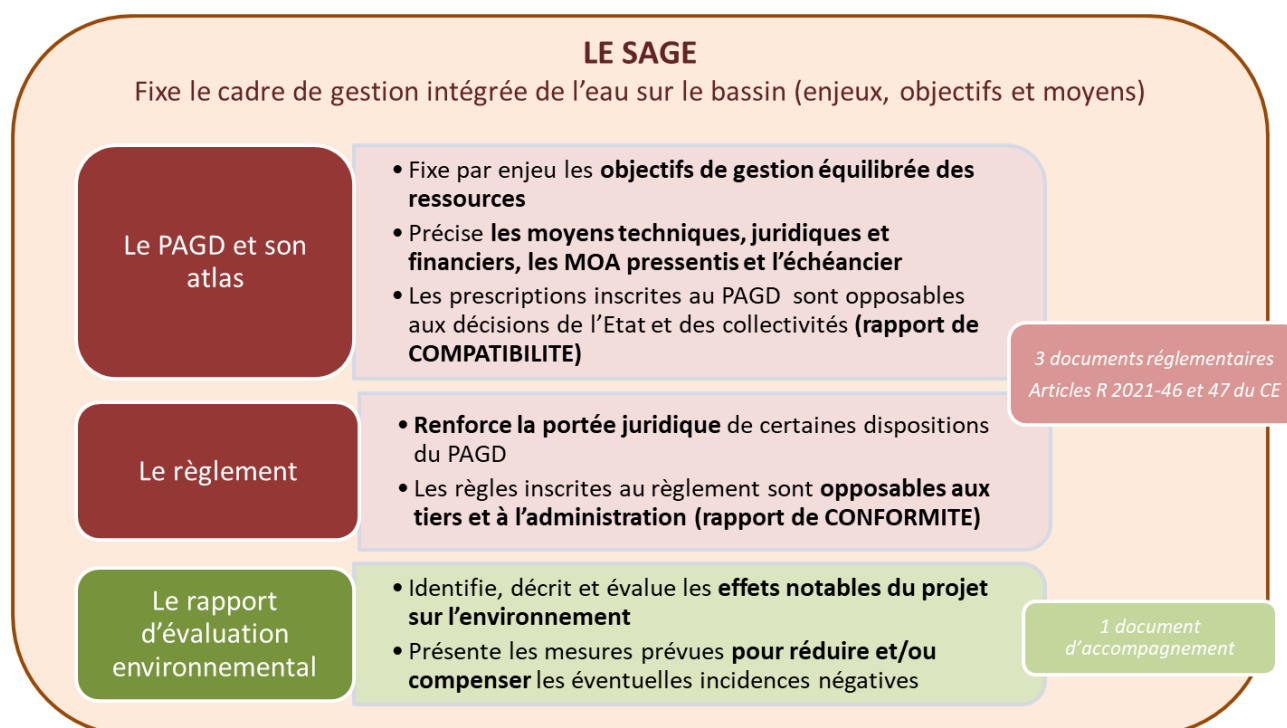 LE SAGE
Fixe le cadre de gestion intégrée de l’eau sur le bassin (enjeux, objectifs et moyens)
Le PAGD et son
atlas
• Fixe par enjeu les objectifs de gestion équilibrée des
ressources
• Précise les moyens techniques, juridiques et
financiers, les MOA pressentis et l’échéancier
• Les prescriptions inscrites au PAGD sont opposables
aux décisions de l’Etat et des collectivités (rapport de
COMPATIBILITE)
3 documents réglementaires
Articles R 2021-46 et 47 du CE
Le règlement
• Renforce la portée juridique de certaines dispositions
du PAGD
• Les règles inscrites au règlement sont opposables aux
tiers et à l’administration (rapport de CONFORMITE)
Le rapport
d’évaluation
environnemental
• Identifie, décrit et évalue les effets notables du projet
sur l’environnement
• Présente les mesures prévues pour réduire et/ou
compenser les éventuelles incidences négatives
1 document
d’accompagnement